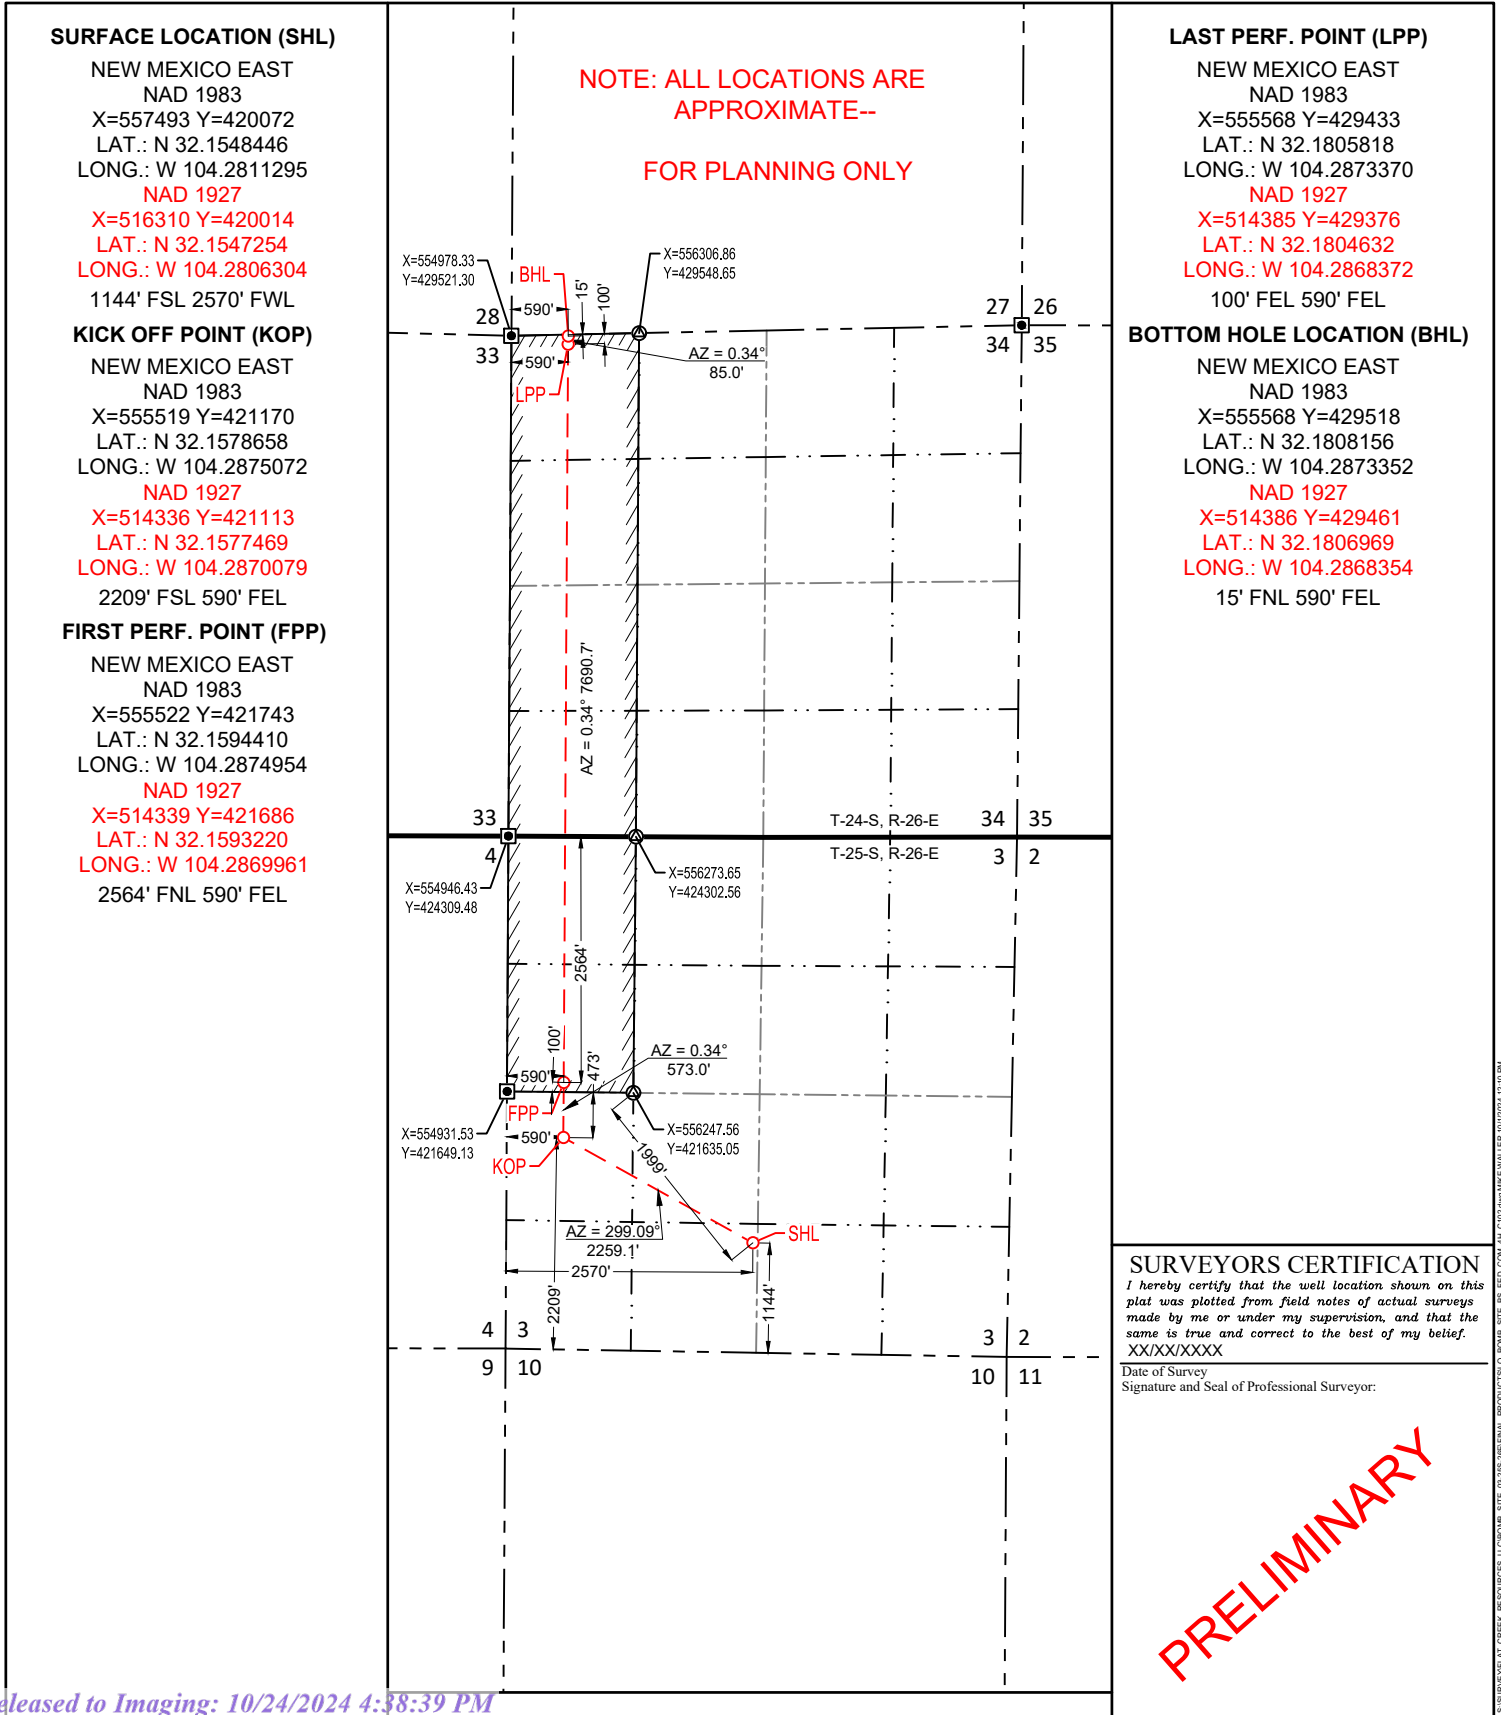 SURFACE LOCATION (SHL)
NEW MEXICO EAST
NAD 1983
X=557493 Y=420072
LAT.: N 32.1548446
LONG.: W 104.2811295
NAD 1927
X=516310 Y=420014
LAT.: N 32.1547254
LONG.: W 104.2806304
1144' FSL 2570' FWL
KICK OFF POINT (KOP)
NEW MEXICO EAST
NAD 1983
X=555519 Y=421170
LAT.: N 32.1578658
LONG.: W 104.2875072
NAD 1927
X=514336 Y=421113
LAT.: N 32.1577469
LONG.: W 104.2870079
2209' FSL 590' FEL
FIRST PERF. POINT (FPP)
NEW MEXICO EAST
NAD 1983
X=555522 Y=421743
LAT.: N 32.1594410
LONG.: W 104.2874954
NAD 1927
X=514339 Y=421686
LAT.: N 32.1593220
LONG.: W 104.2869961
2564' FNL 590' FEL
NOTE: ALL LOCATIONS ARE
APPROXIMATE--
FOR PLANNING ONLY
X=554978.33
Y=429521.30
BHL
X=556306.86
Y=429548.65
590'
15'
100'
28
33
27 26
34 35
590'
LPP
AZ = 0.34°
85.0'
AZ = 0.34° 7690.7'
33
4
T-24-S, R-26-E
T-25-S, R-26-E
34 35
3 2
X=554946.43
Y=424309.48
X=556273.65
Y=424302.56
2564'
100'
473'
AZ = 0.34°
573.0'
590'
FPP
X=554931.53
Y=421649.13
590'
KOP
X=556247.56
Y=421635.05
1999'
AZ = 299.09°
2259.1'
SHL
2570'
2209'
1144'
4 3
9 10
3 2
10 11
LAST PERF. POINT (LPP)
NEW MEXICO EAST
NAD 1983
X=555568 Y=429433
LAT.: N 32.1805818
LONG.: W 104.2873370
NAD 1927
X=514385 Y=429376
LAT.: N 32.1804632
LONG.: W 104.2868372
100' FEL 590' FEL
BOTTOM HOLE LOCATION (BHL)
NEW MEXICO EAST
NAD 1983
X=555568 Y=429518
LAT.: N 32.1808156
LONG.: W 104.2873352
NAD 1927
X=514386 Y=429461
LAT.: N 32.1806969
LONG.: W 104.2868354
15' FNL 590' FEL
SURVEYORS CERTIFICATION
I hereby certify that the well location shown on this
plat was plotted from field notes of actual surveys
made by me or under my supervision, and that the
same is true and correct to the best of my belief.
XX/XX/XXXX
Date of Survey
Signature and Seal of Professional Surveyor:
PRELIMINARY
eleased to Imaging: 10/24/2024 4:38:39 PM